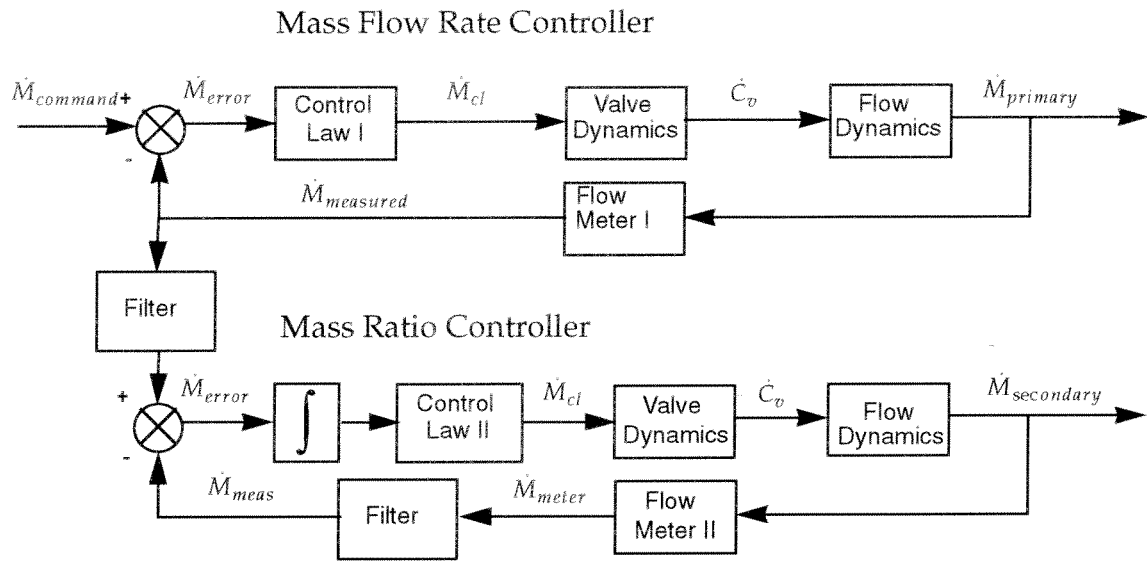 Mass Flow Rate Controller
Ṁcommand
+
Ṁerror
Control
Law I
Ṁcl
Valve
Dynamics
Ċv
Flow
Dynamics
Ṁprimary
-
Ṁmeasured
Flow
Meter I
Filter
Mass Ratio Controller
+
Ṁerror
∫
Control
Law II
Ṁcl
Valve
Dynamics
Ċv
Flow
Dynamics
Ṁsecondary
-
Ṁmeas
Filter
Ṁmeter
Flow
Meter II